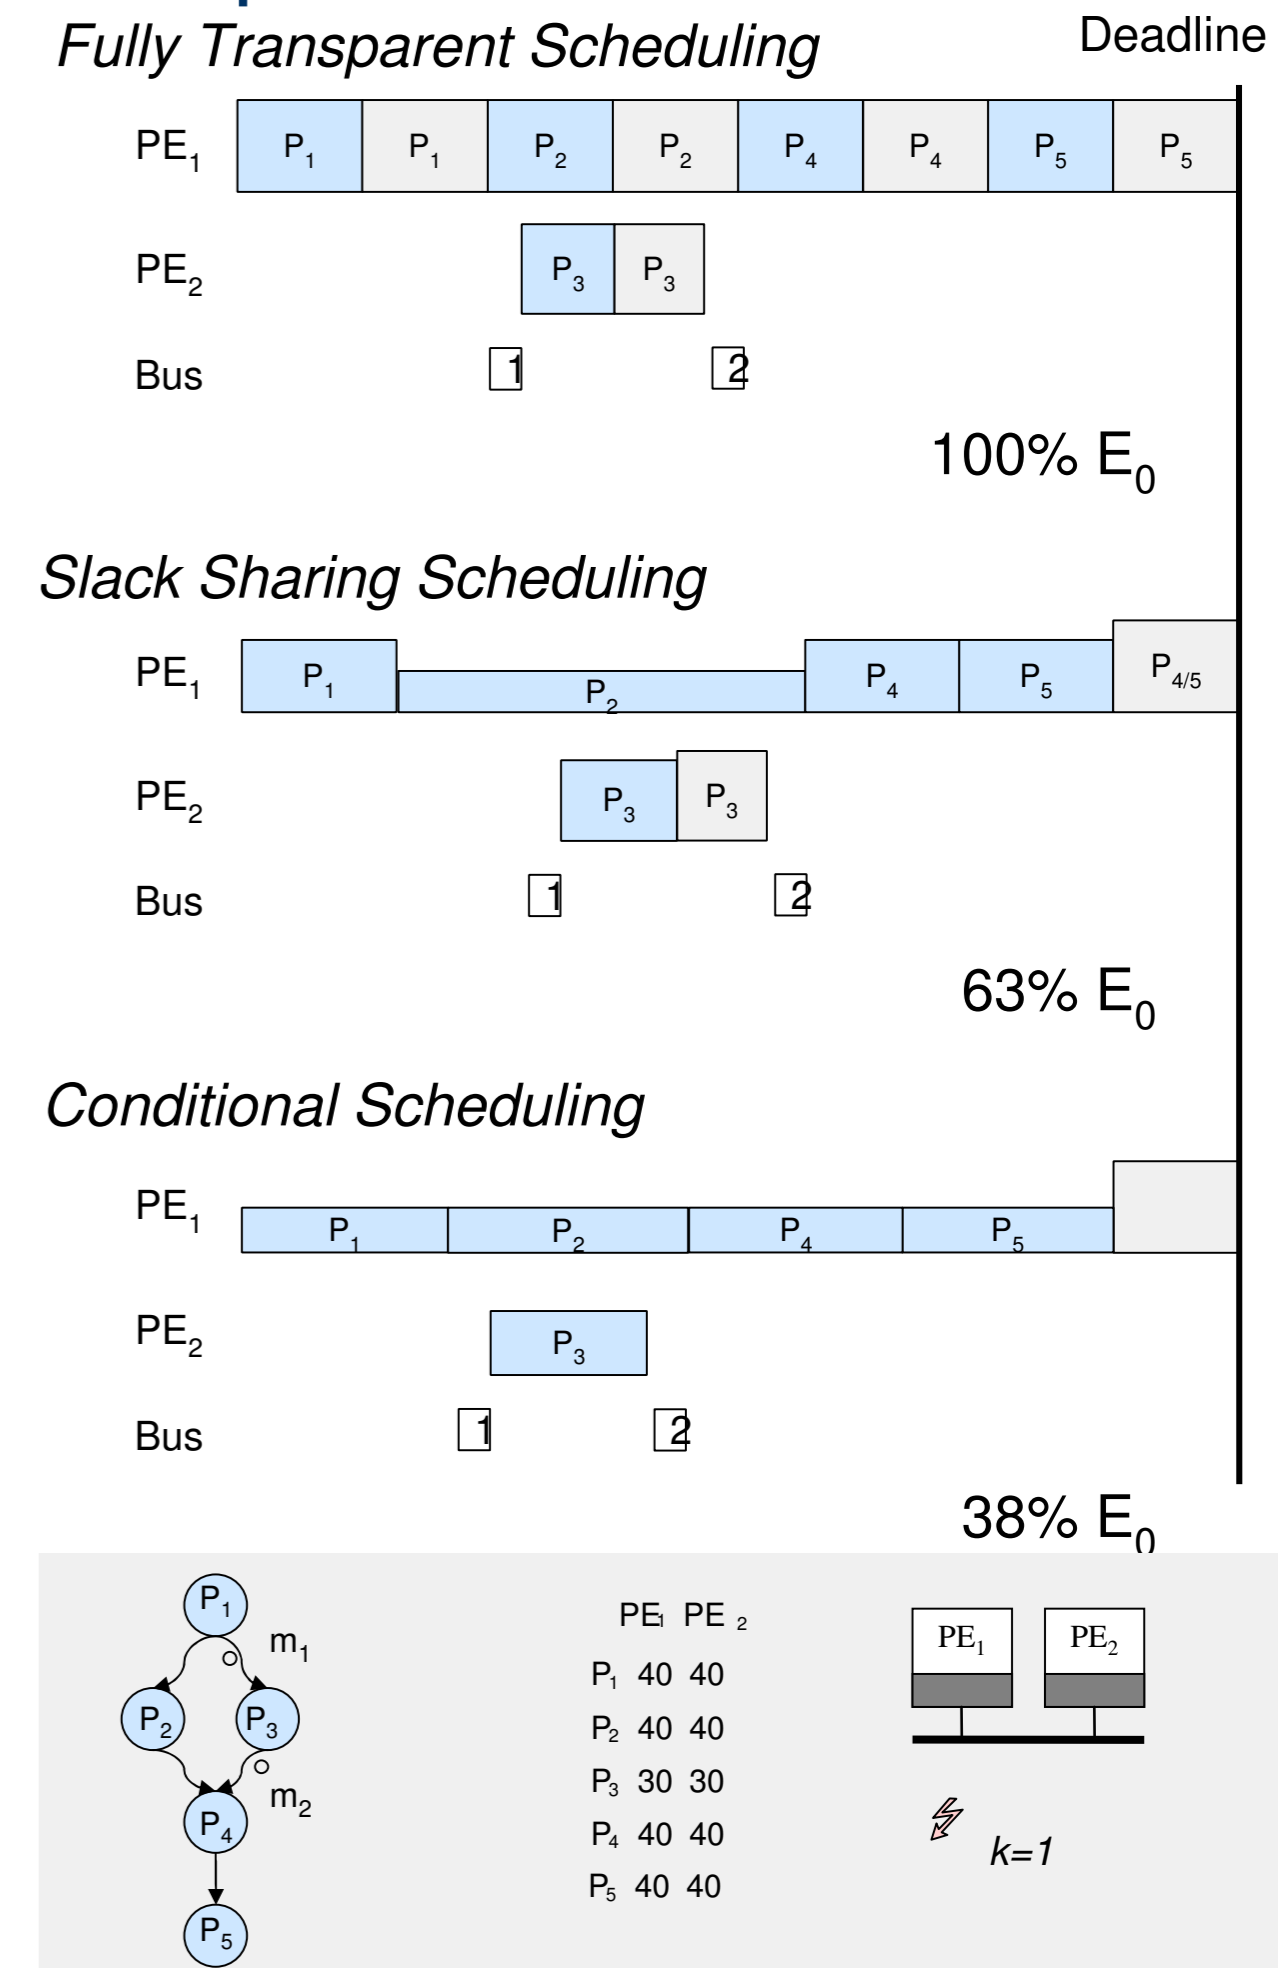 Fully Transparent Scheduling
Deadline
PE1 P1 P1 P2 P2 P4 P4 P5 P5
PE2 P3 P3
Bus 1 2
100% E0
Slack Sharing Scheduling
PE1 P1 P2 P4 P5 P4/5
PE2 P3 P3
Bus 1 2
63% E0
Conditional Scheduling
PE1 P1 P2 P4 P5
PE2 P3
Bus 1 2
38% E0
P1
m1
P2 P3
m2
P4
P5
PE1 PE 2
P1 40 40
P2 40 40
P3 30 30
P4 40 40
P5 40 40
PE1 PE2
k=1